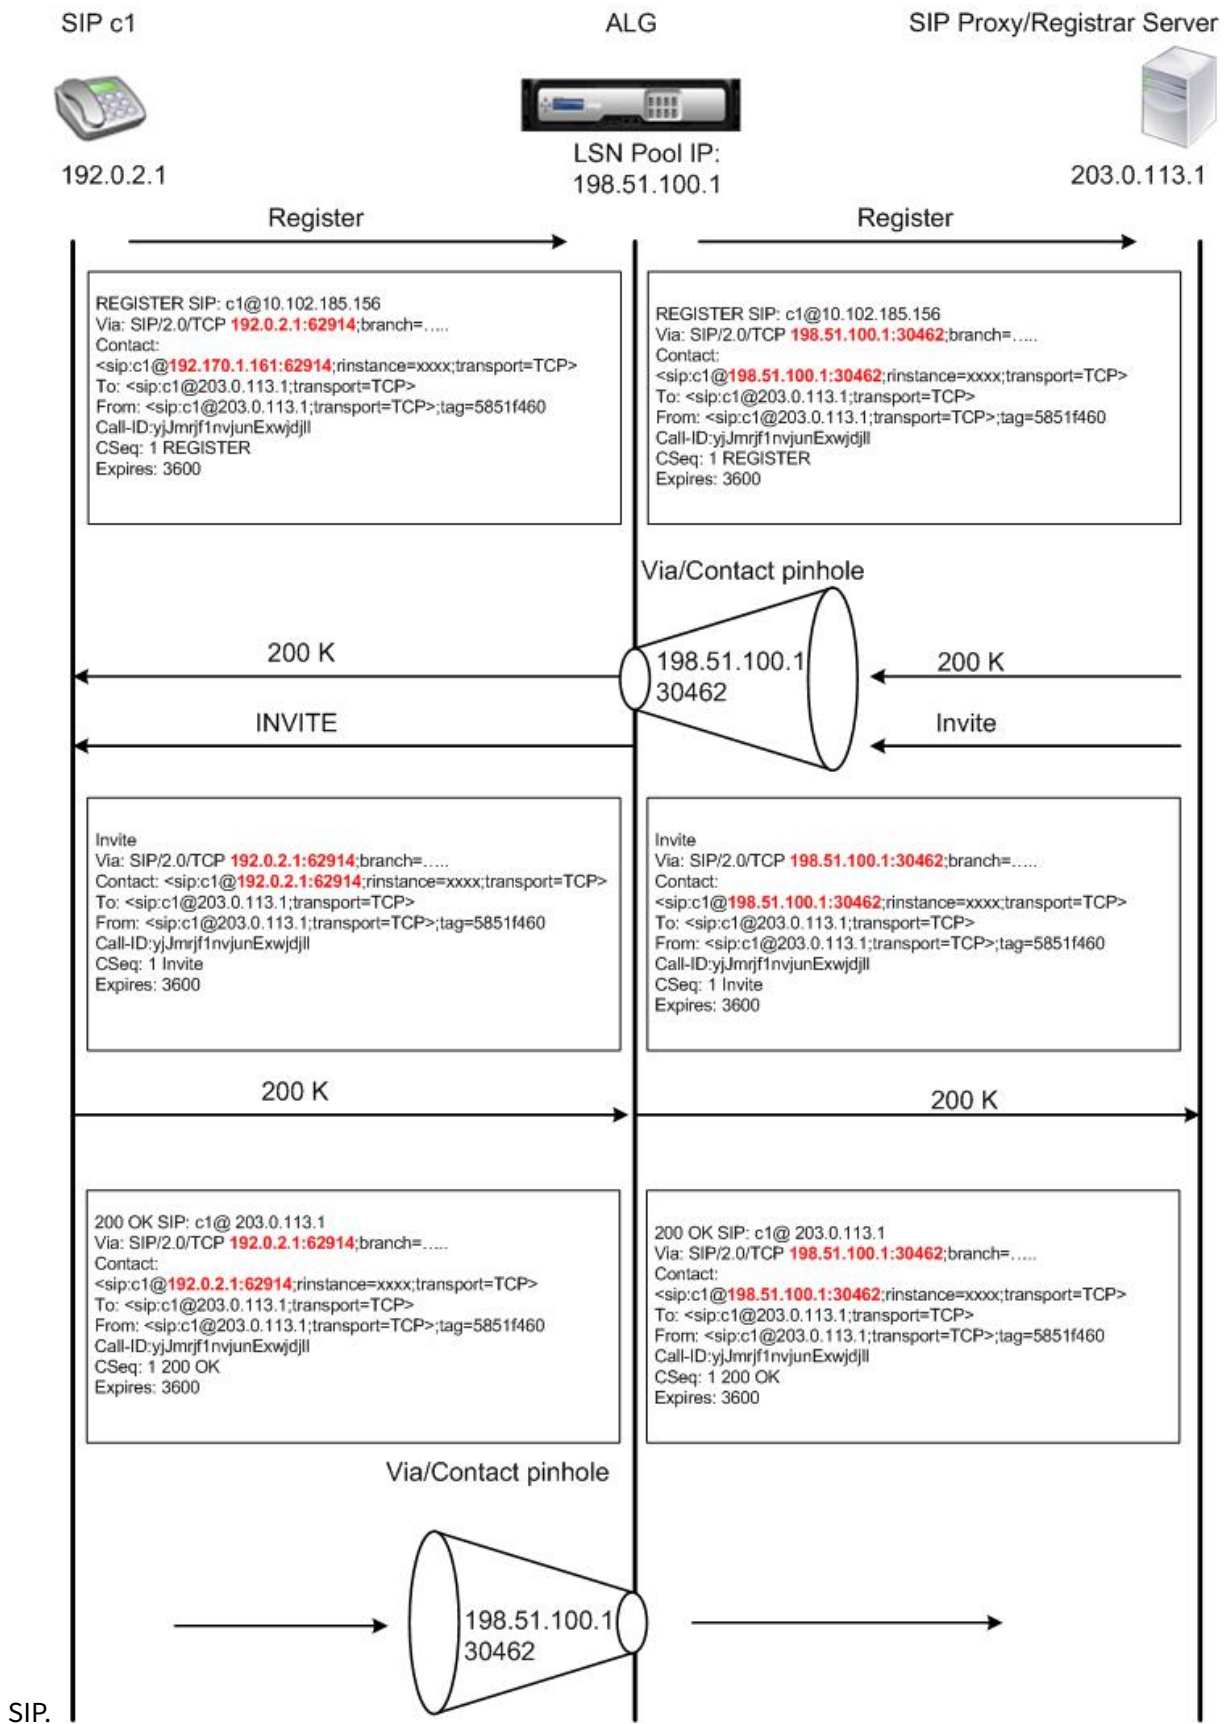 SIP c1
ALG
SIP Proxy/Registrar Server
LSN Pool IP:
192.0.2.1
198.51.100.1
203.0.113.1
Register
Register
REGISTER SIP: c1@10.102.185.156
Via: SIP/2.0/TCP 192.0.2.1:62914;branch=.....
Contact:
<sip:c1@192.170.1.161:62914;rinstance=xxxx;transport=TCP>
To: <sip:c1@203.0.113.1;transport=TCP>
From: <sip:c1@203.0.113.1;transport=TCP>;tag=5851f460
Call-ID:yjJmrjf1nvjunExwjdjll
CSeq: 1 REGISTER
Expires: 3600
REGISTER SIP: c1@10.102.185.156
Via: SIP/2.0/TCP 198.51.100.1:30462;branch=.....
Contact:
<sip:c1@198.51.100.1:30462;rinstance=xxxx;transport=TCP>
To: <sip:c1@203.0.113.1;transport=TCP>
From: <sip:c1@203.0.113.1;transport=TCP>;tag=5851f460
Call-ID:yjJmrjf1nvjunExwjdjll
CSeq: 1 REGISTER
Expires: 3600
Via/Contact pinhole
200 K
198.51.100.1
30462
200 K
INVITE
Invite
Invite
Via: SIP/2.0/TCP 192.0.2.1:62914;branch=.....
Contact: <sip:c1@192.0.2.1:62914;rinstance=xxxx;transport=TCP>
To: <sip:c1@203.0.113.1;transport=TCP>
From: <sip:c1@203.0.113.1;transport=TCP>;tag=5851f460
Call-ID:yjJmrjf1nvjunExwjdjll
CSeq: 1 Invite
Expires: 3600
Invite
Via: SIP/2.0/TCP 198.51.100.1:30462;branch=.....
Contact:
<sip:c1@198.51.100.1:30462;rinstance=xxxx;transport=TCP>
To: <sip:c1@203.0.113.1;transport=TCP>
From: <sip:c1@203.0.113.1;transport=TCP>;tag=5851f460
Call-ID:yjJmrjf1nvjunExwjdjll
CSeq: 1 Invite
Expires: 3600
200 K
200 K
200 OK SIP: c1@ 203.0.113.1
Via: SIP/2.0/TCP 192.0.2.1:62914;branch=.....
Contact:
<sip:c1@192.0.2.1:62914;rinstance=xxxx;transport=TCP>
To: <sip:c1@203.0.113.1;transport=TCP>
From: <sip:c1@203.0.113.1;transport=TCP>;tag=5851f460
Call-ID:yjJmrjf1nvjunExwjdjll
CSeq: 1 200 OK
Expires: 3600
200 OK SIP: c1@ 203.0.113.1
Via: SIP/2.0/TCP 198.51.100.1:30462;branch=.....
Contact:
<sip:c1@198.51.100.1:30462;rinstance=xxxx;transport=TCP>
To: <sip:c1@203.0.113.1;transport=TCP>
From: <sip:c1@203.0.113.1;transport=TCP>;tag=5851f460
Call-ID:yjJmrjf1nvjunExwjdjll
CSeq: 1 200 OK
Expires: 3600
Via/Contact pinhole
198.51.100.1
30462
SIP.